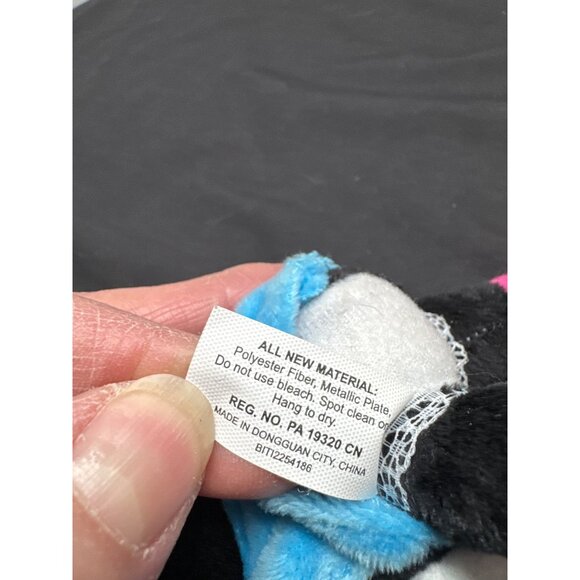 ALL NEW MATERIAL:
Polyester Fiber, Metallic Plate,
Do not use bleach. Spot clean
Hang to dry.
REG. NO. PA 19320 CN
MADE IN DONGGUAN CITY, CHINA
BITI2254186